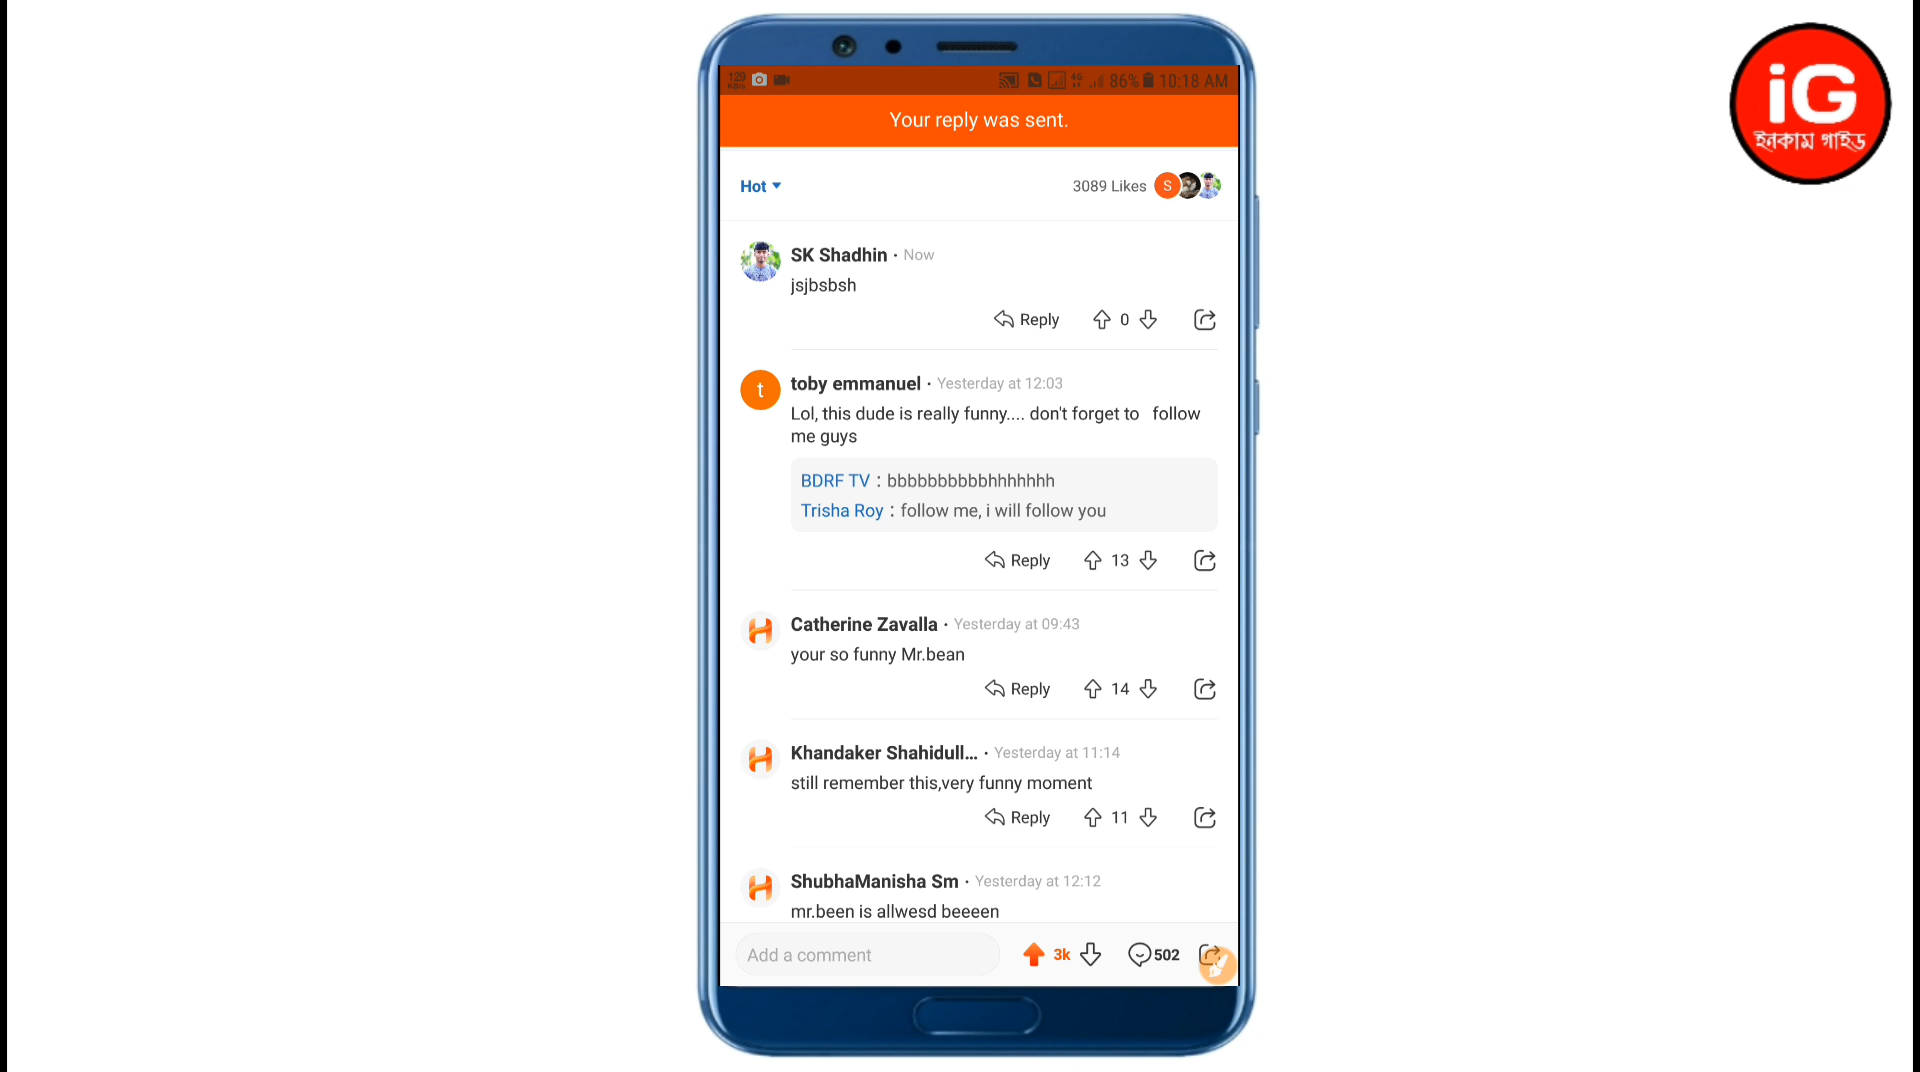 129
KB/s
4G
86%
10:18 AM
iG
ইনকাম গাইড
Your reply was sent.
Hot
3089 Likes
S
SK Shadhin · Now
jsjbsbsh
Reply
0
t
toby emmanuel · Yesterday at 12:03
Lol, this dude is really funny.... don't forget to follow
me guys
BDRF TV : bbbbbbbbbbhhhhhhh
Trisha Roy : follow me, i will follow you
Reply
13
Catherine Zavalla · Yesterday at 09:43
your so funny Mr.bean
Reply
14
Khandaker Shahidull... · Yesterday at 11:14
still remember this,very funny moment
Reply
11
ShubhaManisha Sm · Yesterday at 12:12
mr.been is allwesd beeeen
Add a comment
3k
502